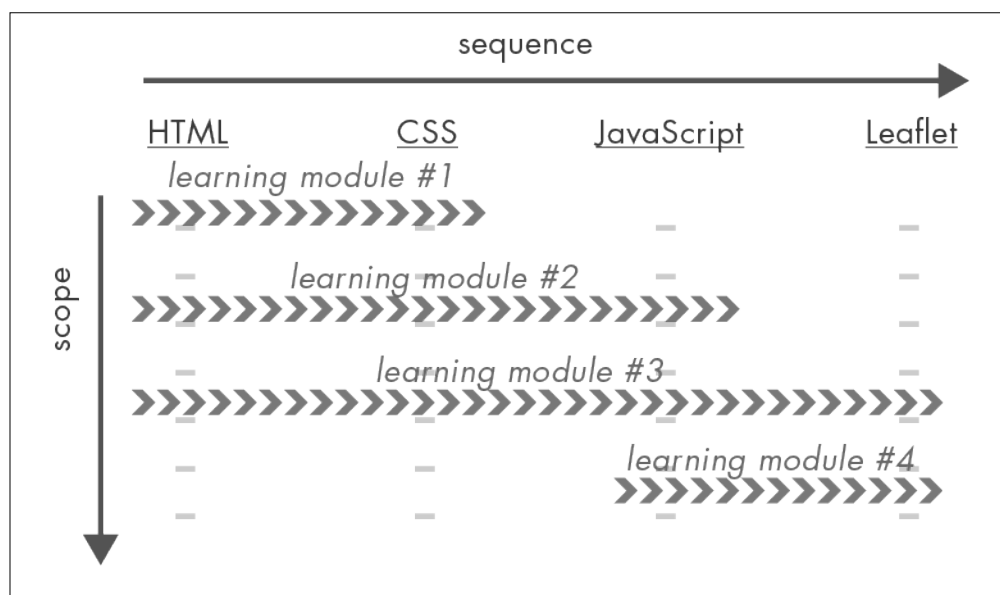 sequence
HTML CSS JavaScript Leaflet
learning module #1
scope
learning module #2
learning module #3
learning module #4